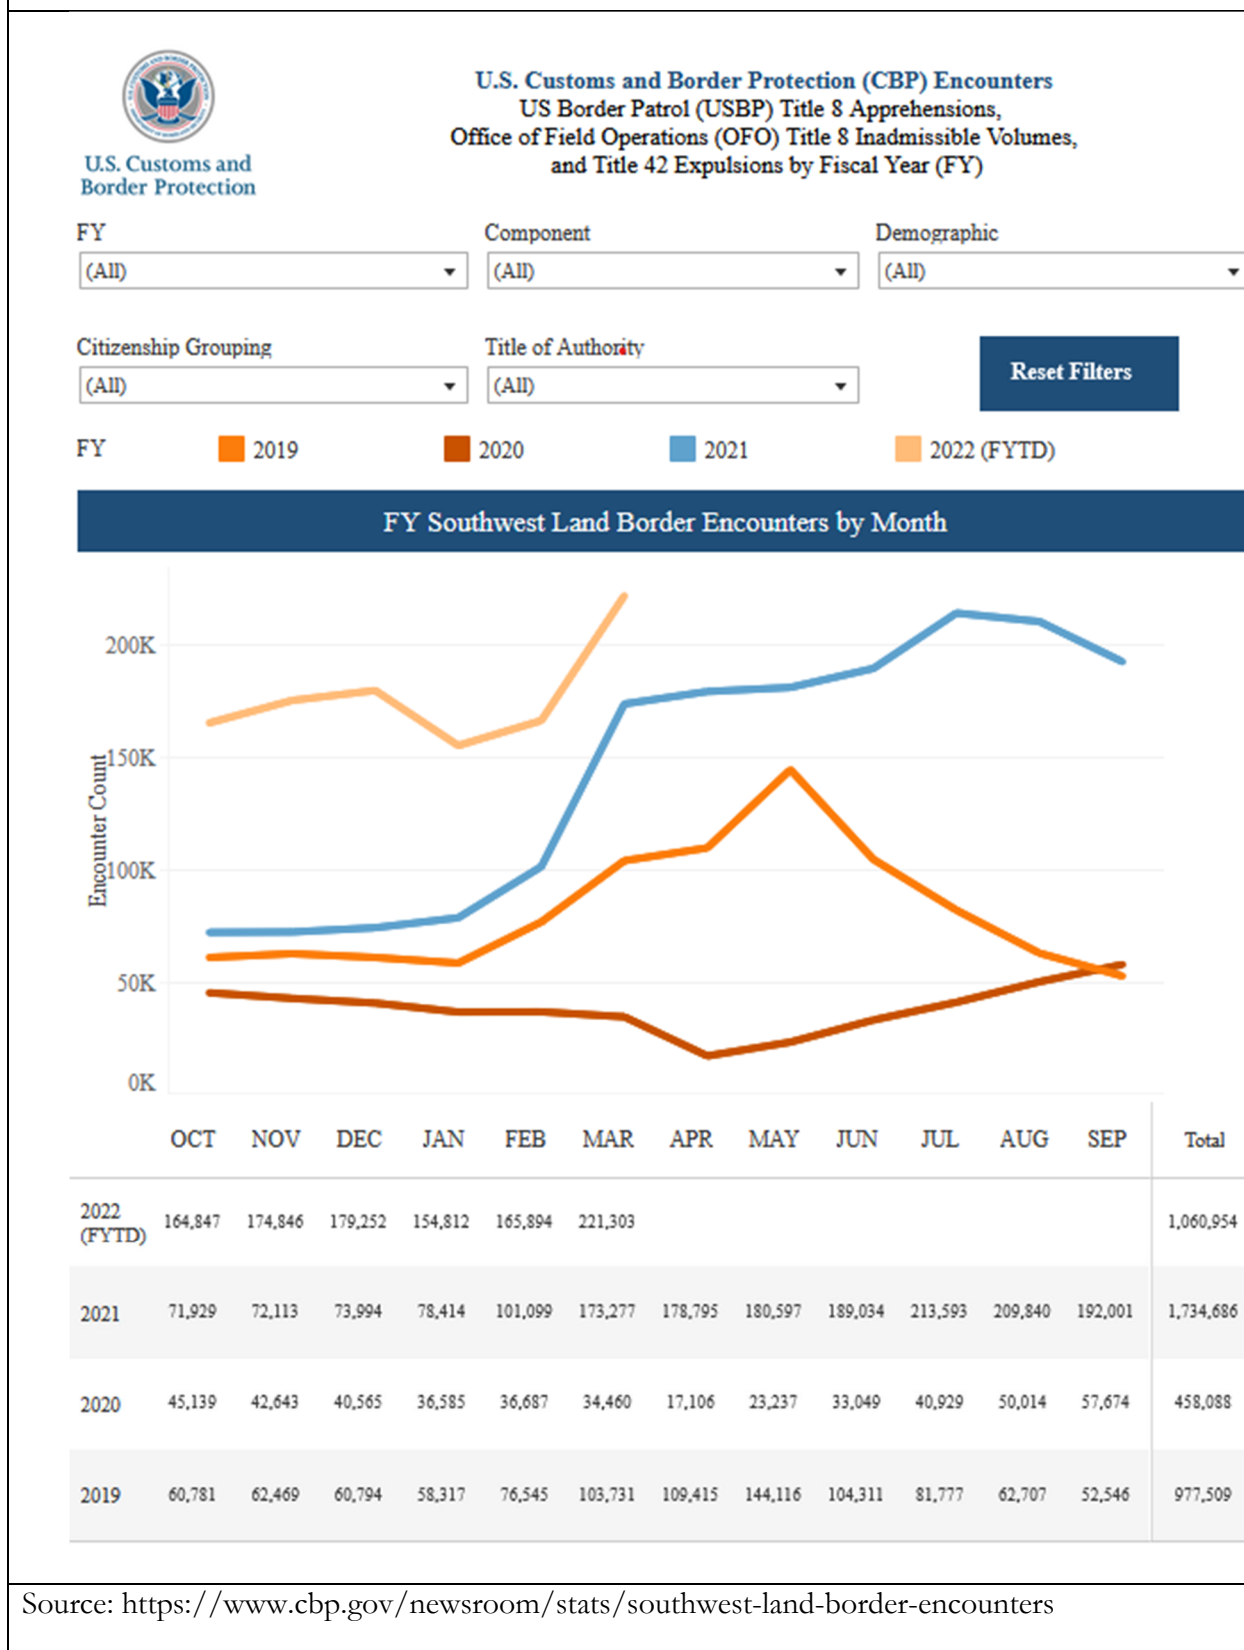 U.S. Customs and
Border Protection
U.S. Customs and Border Protection (CBP) Encounters
US Border Patrol (USBP) Title 8 Apprehensions,
Office of Field Operations (OFO) Title 8 Inadmissible Volumes,
and Title 42 Expulsions by Fiscal Year (FY)
FY Component Demographic
(All) (All) (All)
Citizenship Grouping Title of Authority
(All) (All) Reset Filters
FY 2019 2020 2021 2022 (FYTD)
FY Southwest Land Border Encounters by Month
Encounter Count
200K
150K
100K
50K
0K
OCT NOV DEC JAN FEB MAR APR MAY JUN JUL AUG SEP Total
2022 (FYTD) 164,847 174,846 179,252 154,812 165,894 221,303 1,060,954
2021 71,929 72,113 73,994 78,414 101,099 173,277 178,795 180,597 189,034 213,593 209,840 192,001 1,734,686
2020 45,139 42,643 40,565 36,585 36,687 34,460 17,106 23,237 33,049 40,929 50,014 57,674 458,088
2019 60,781 62,469 60,794 58,317 76,545 103,731 109,415 144,116 104,311 81,777 62,707 52,546 977,509
Source: https://www.cbp.gov/newsroom/stats/southwest-land-border-encounters